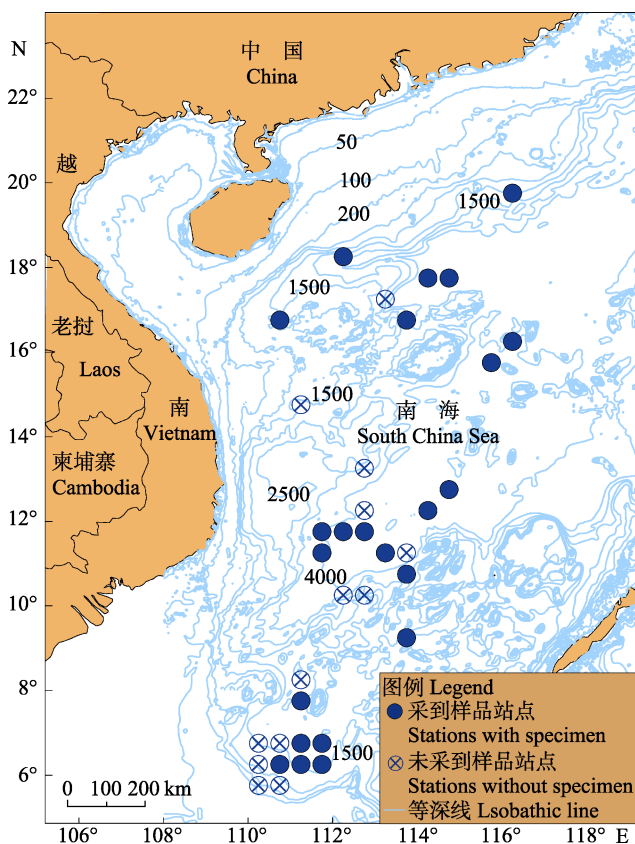 N
中 国
China
22°
50
越
20°
100
1500
200
18°
1500
老挝
16°
Laos
1500
南
南 海
Vietnam
South China Sea
14°
柬埔寨
Cambodia
2500
12°
4000
10°
8°
图例 Legend
采到样品站点
Stations with specimen
1500
未采到样品站点
Stations without specimen
6°
0 100 200 km
等深线 Lsobathic line
106° 108° 110° 112° 114° 116° 118° E